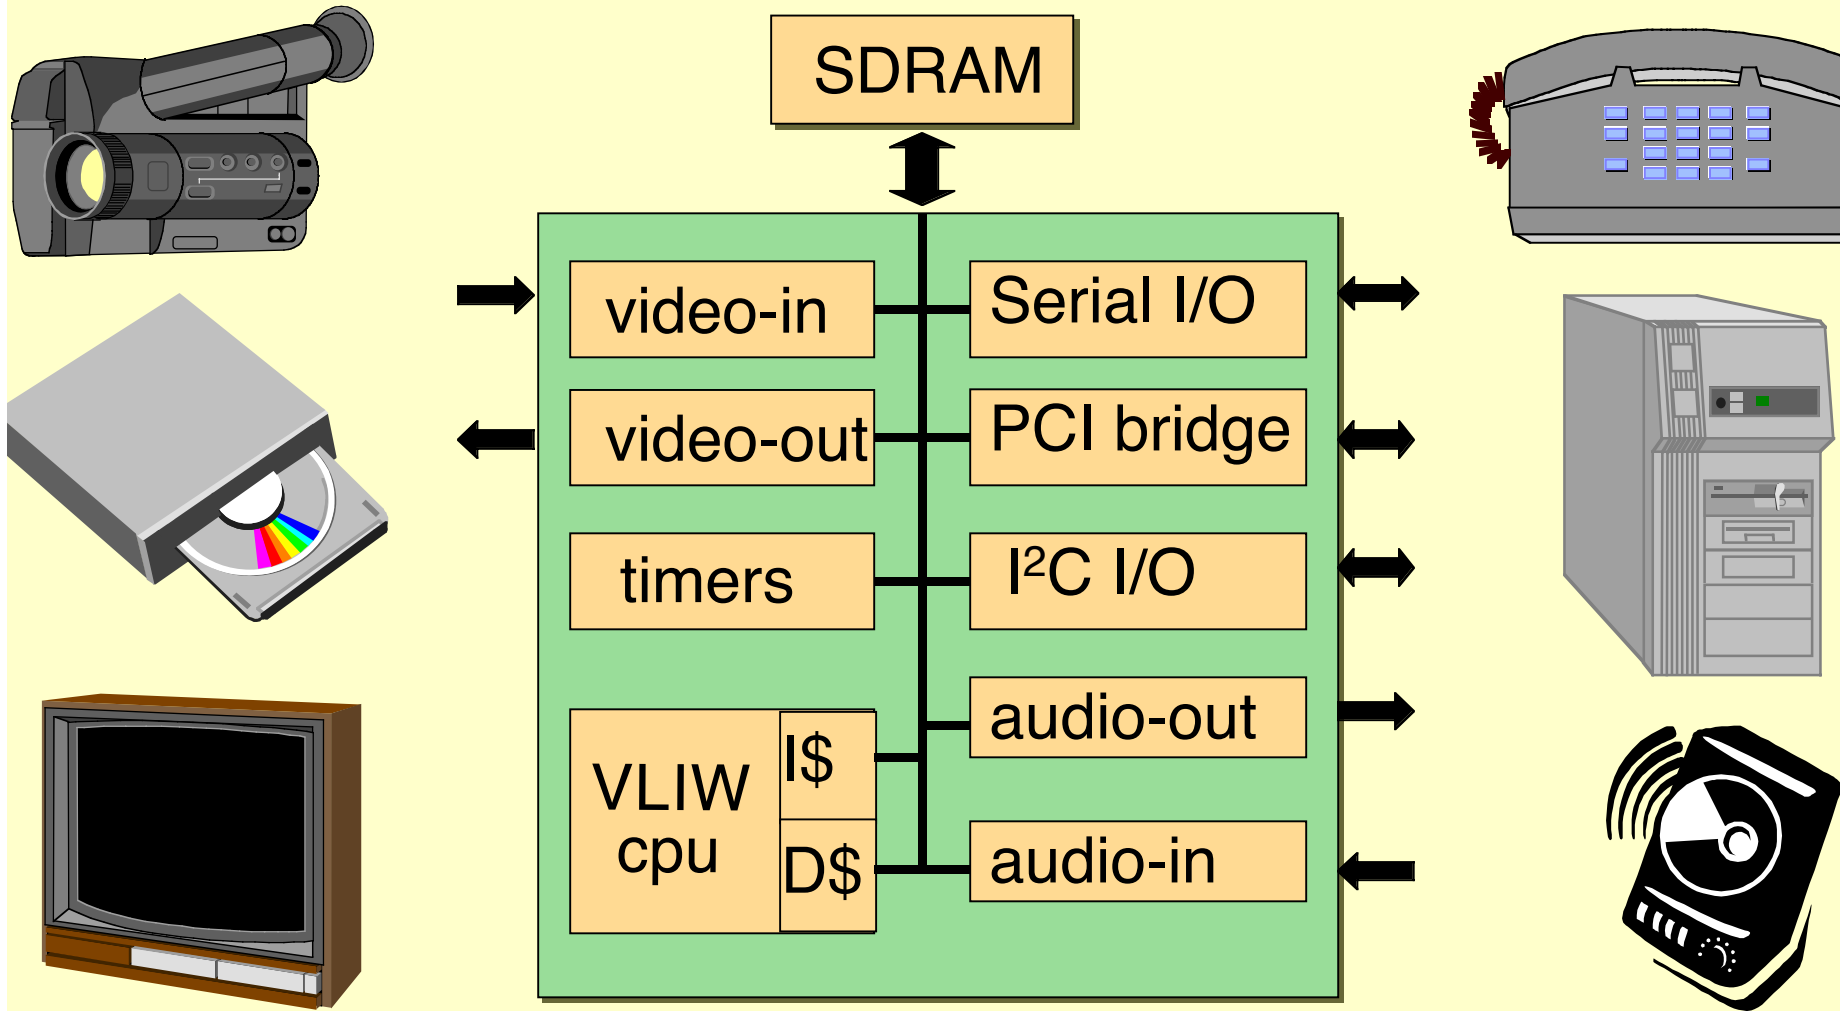 SDRAM
video-in
Serial I/O
video-out
PCI bridge
timers
I²C I/O
VLIW
cpu
I$
D$
audio-out
audio-in